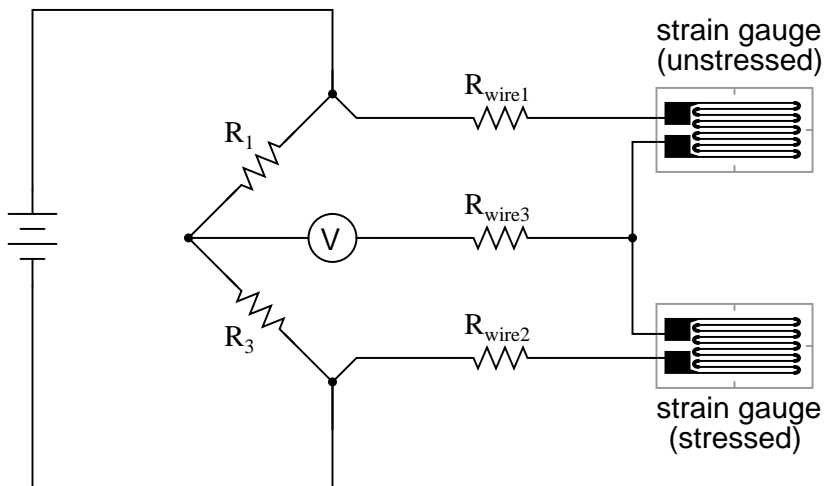 strain gauge
(unstressed)
Rwire1
R1
Rwire3
V
R3
Rwire2
strain gauge
(stressed)